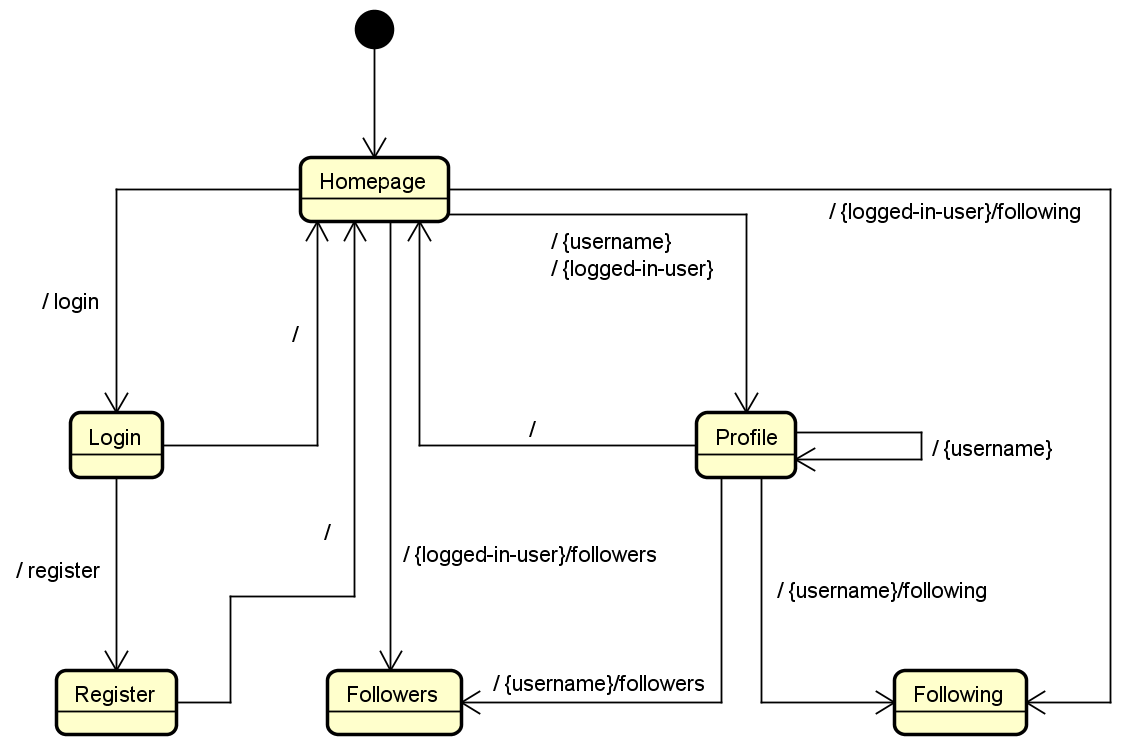 Homepage
/ {logged-in-user}/following
/ {username}
/ {logged-in-user}
/ login
/
/
Login
Profile
/ {username}
/
/ {logged-in-user}/followers
/ register
/ {username}/following
/ {username}/followers
Register
Followers
Following